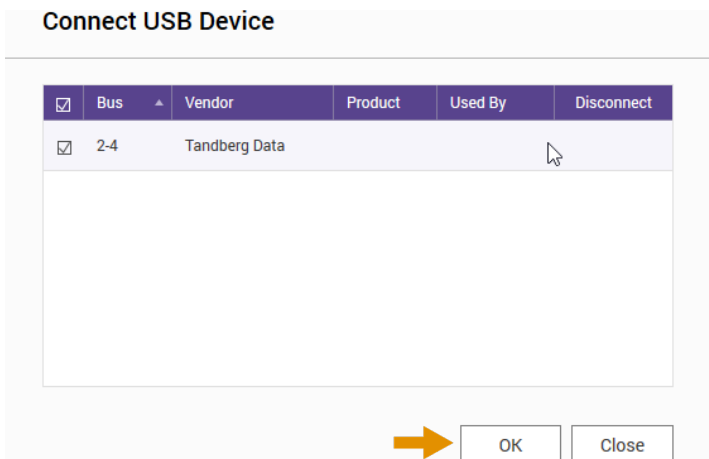 Connect USB Device
Bus Vendor Product Used By Disconnect
2-4 Tandberg Data
OK Close